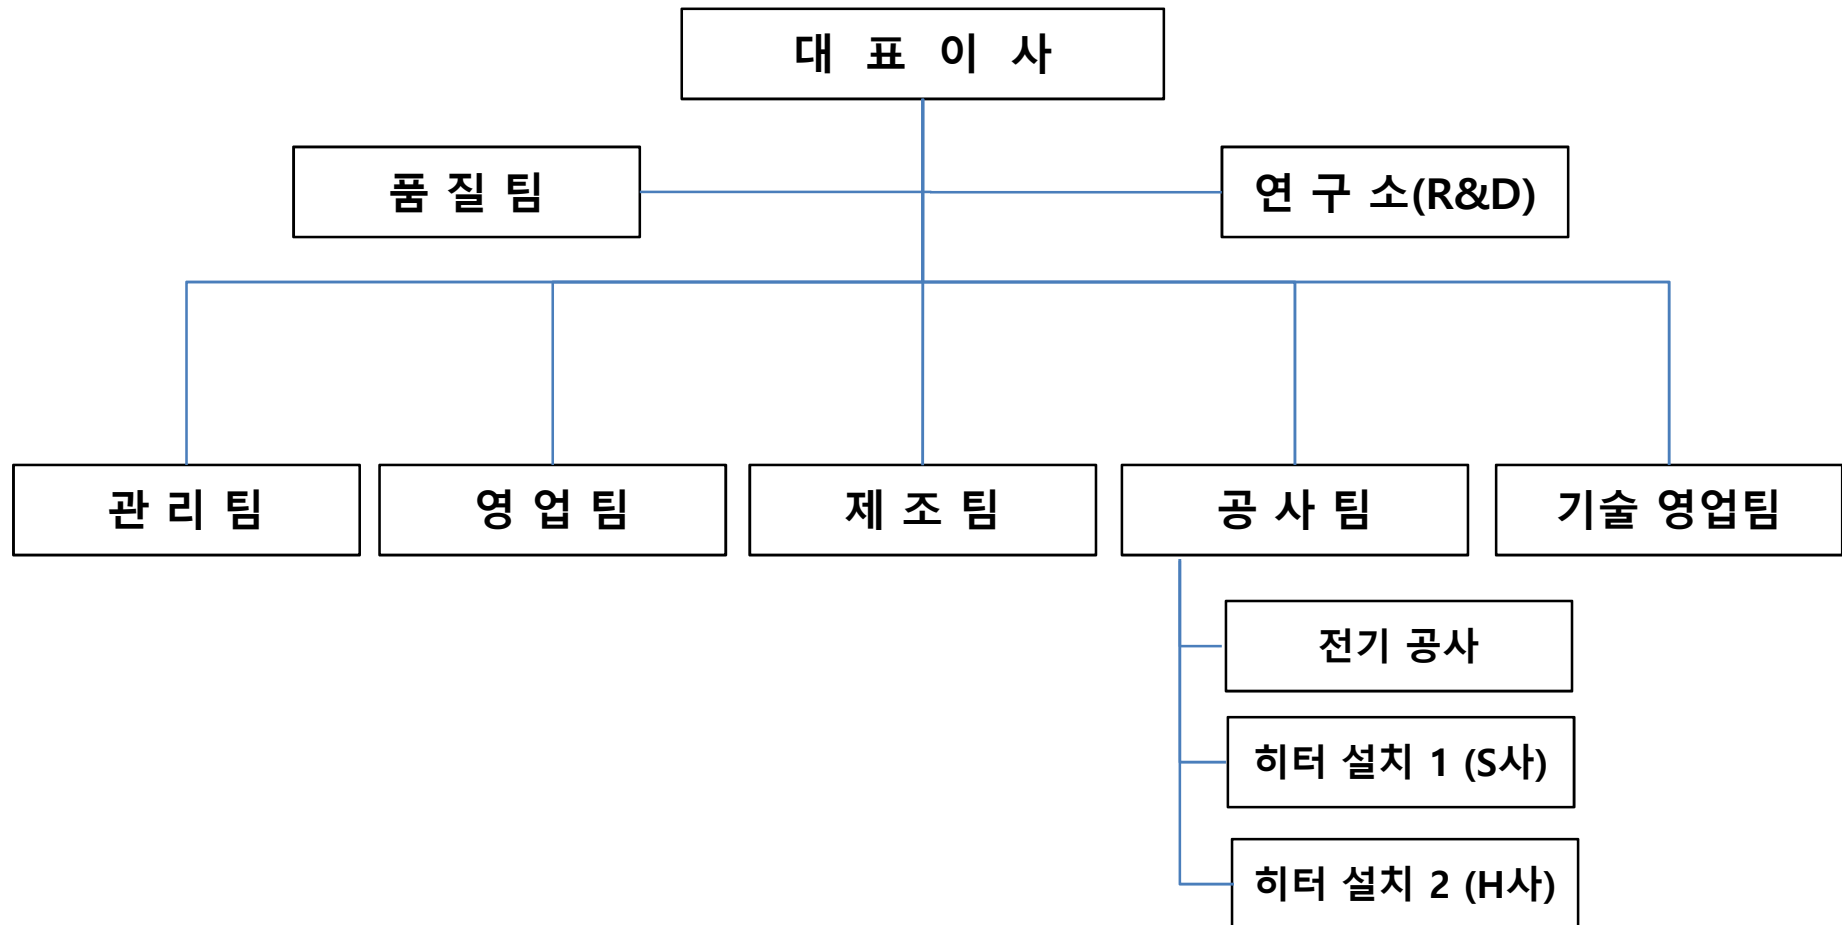 대 표 이 사
품 질 팀
연 구 소(R&D)
관 리 팀
영 업 팀
제 조 팀
공 사 팀
기술 영업팀
전기 공사
히터 설치 1 (S사)
히터 설치 2 (H사)